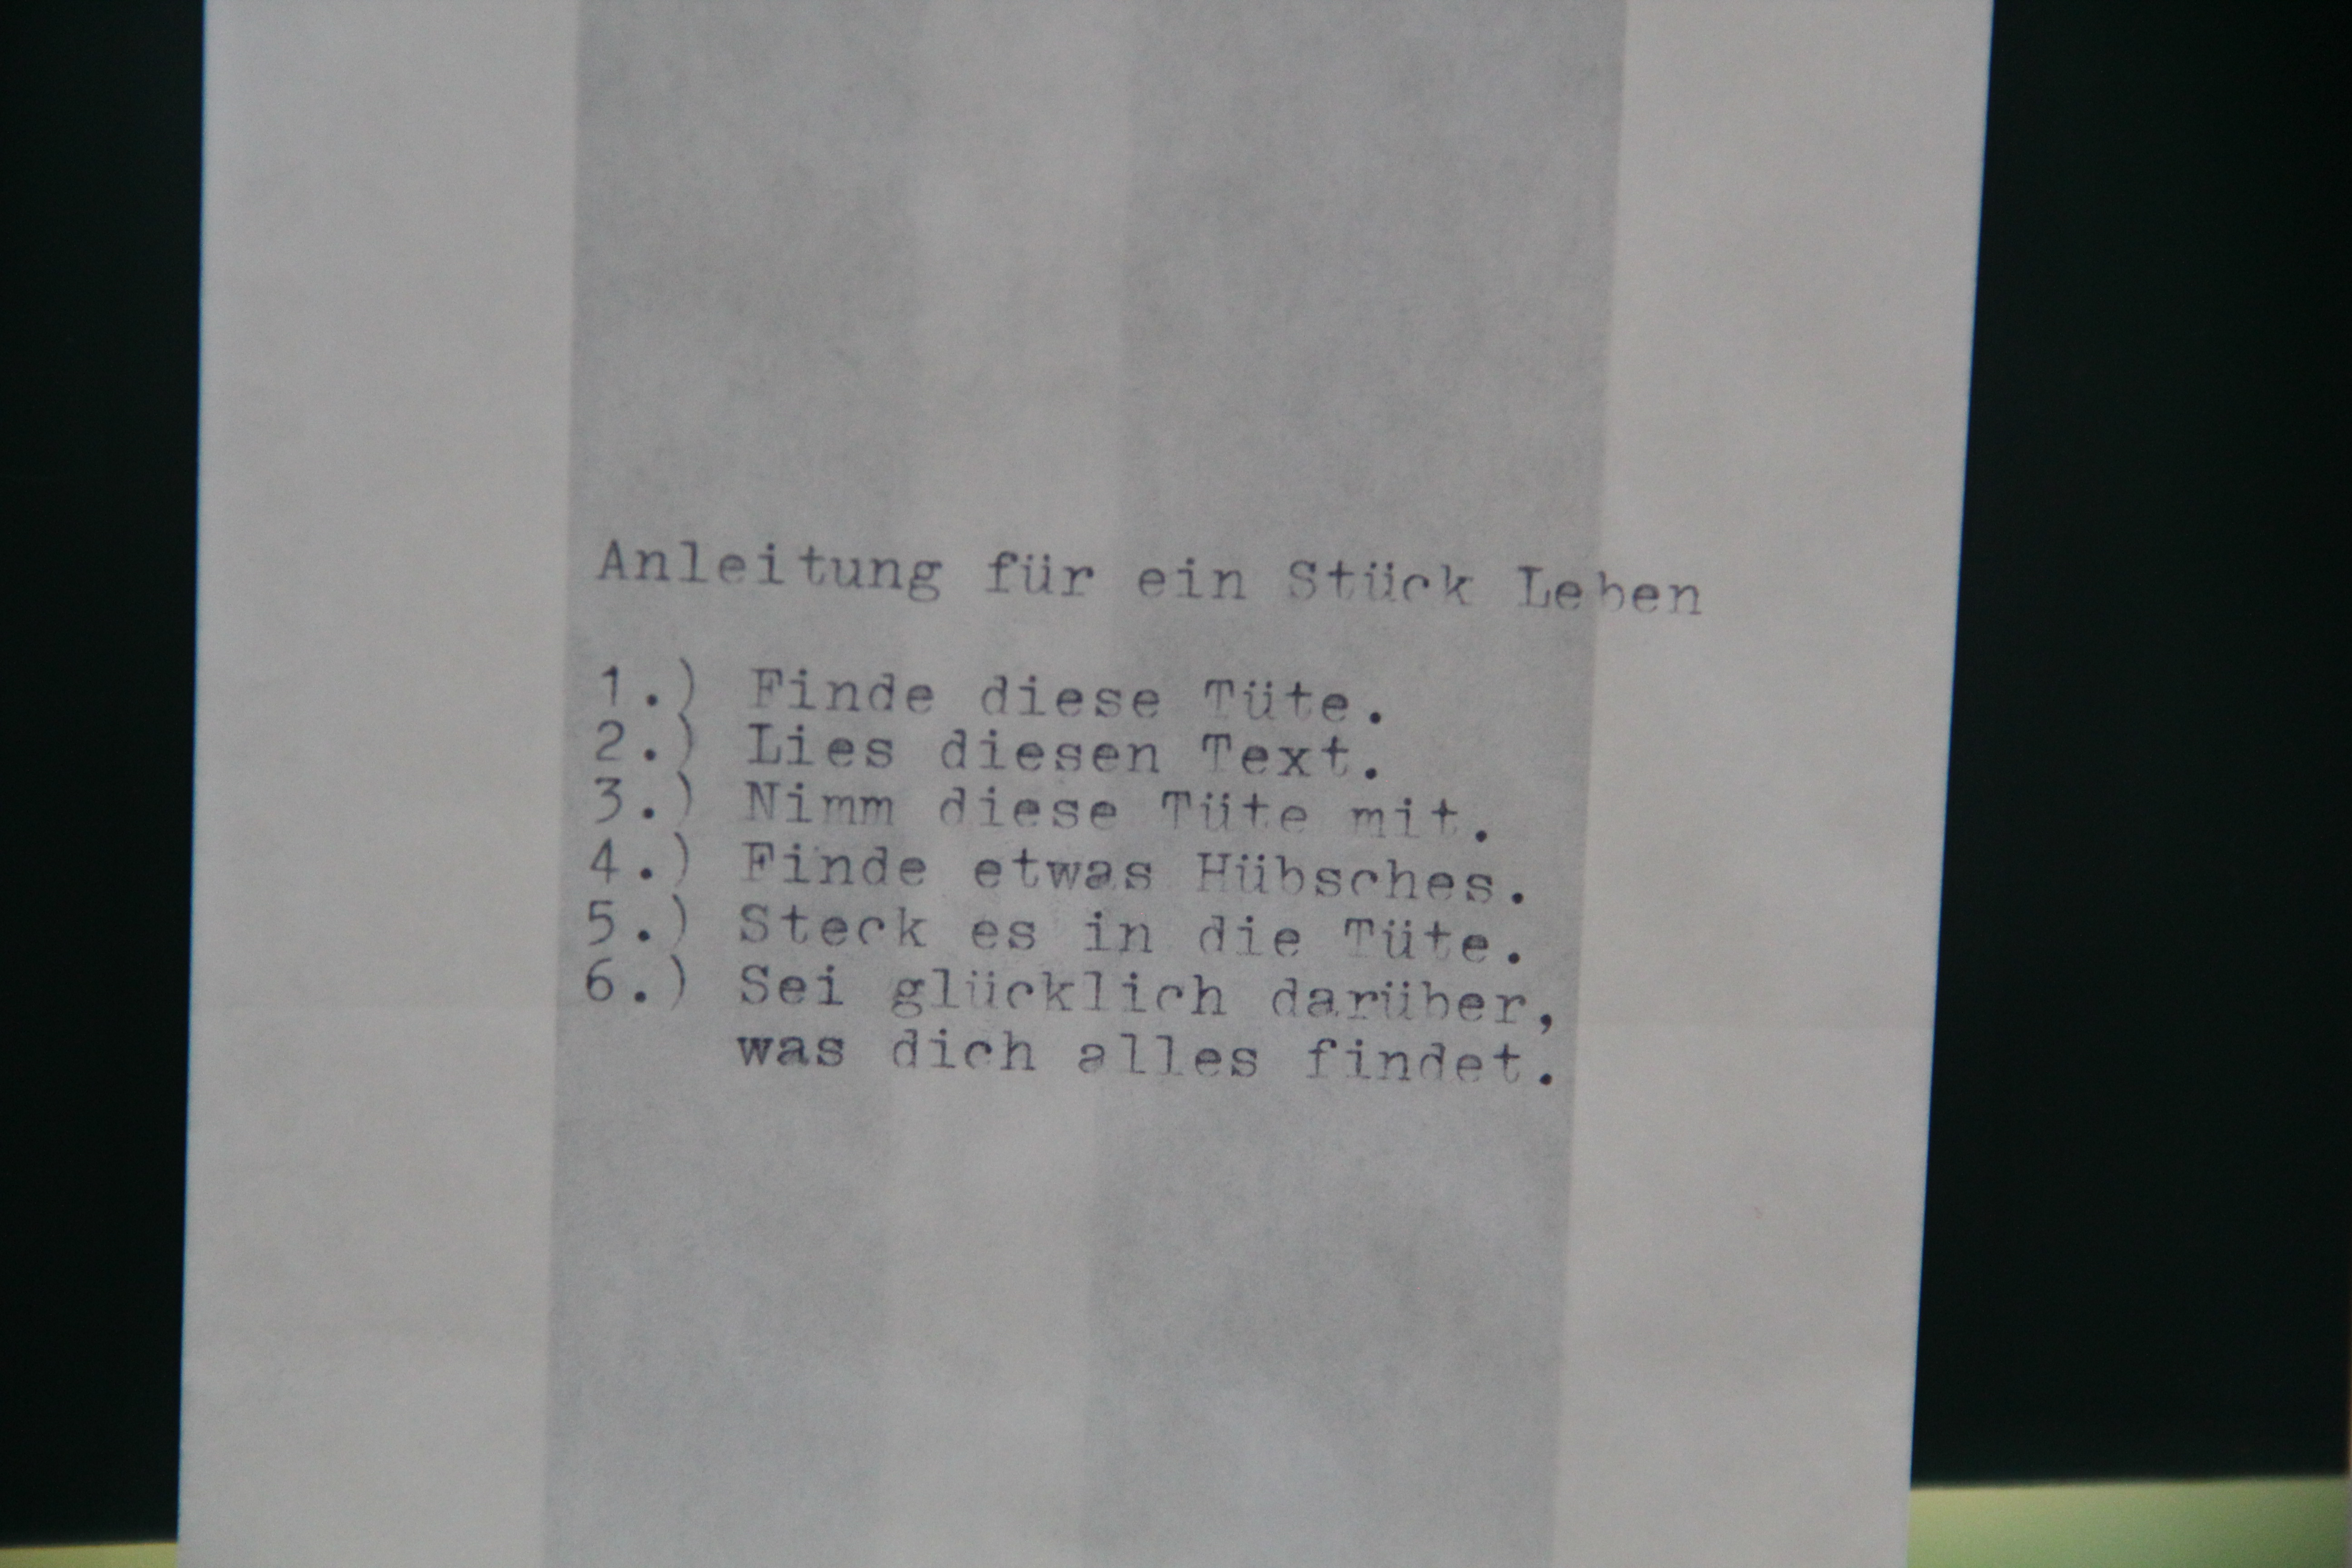 Anleitung für ein Stück Leben
1.) Finde diese Tüte.
2.) Lies diesen Text.
3.) Nimm diese Tüte mit.
4.) Finde etwas Hübsches.
5.) Steck es in die Tüte.
6.) Sei glücklich darüber,
was dich alles findet.